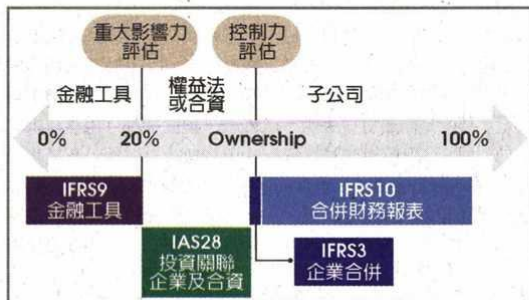 重大影響力
評估
控制力
評估
金融工具
權益法
或合資
子公司
0%
20%
Ownership
100%
IFRS9
金融工具
IFRS10
合併財務報表
IAS28
投資關聯
企業及合資
IFRS3
企業合併